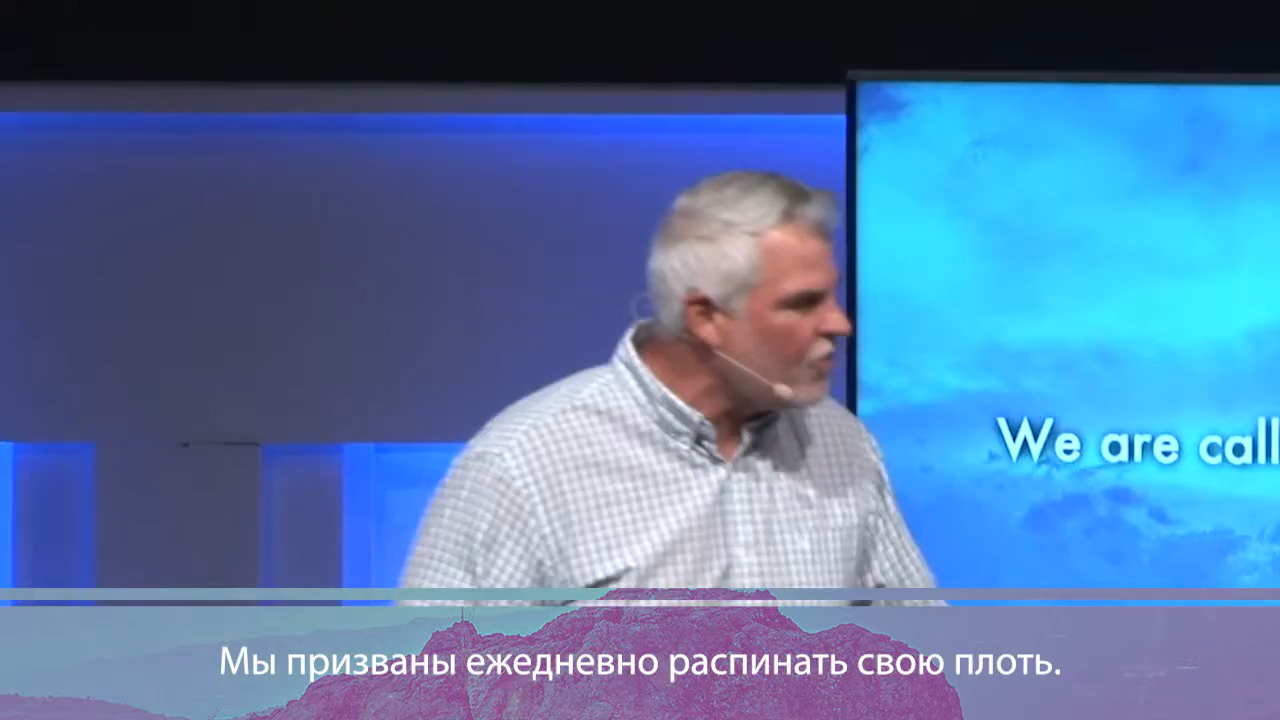 We are call
Мы призваны ежедневно распинать свою плоть.